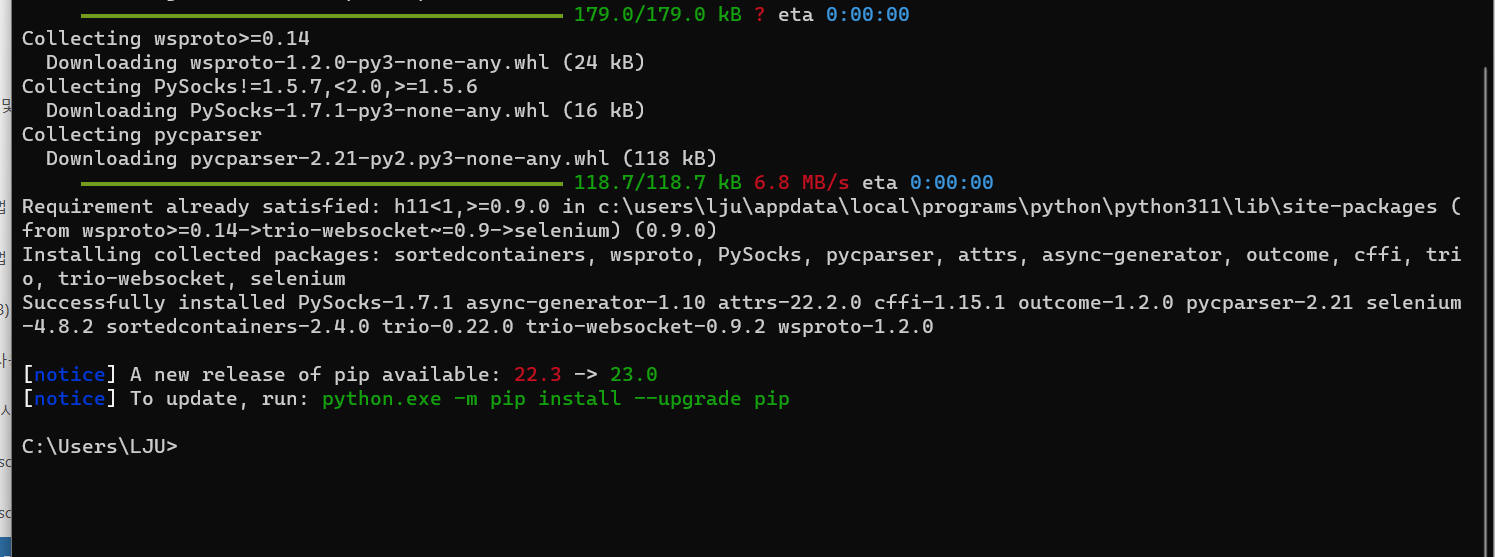 179.0/179.0 kB ? eta 0:00:00
Collecting wsproto>=0.14
  Downloading wsproto-1.2.0-py3-none-any.whl (24 kB)
Collecting PySocks!=1.5.7,<2.0,>=1.5.6
  Downloading PySocks-1.7.1-py3-none-any.whl (16 kB)
Collecting pycparser
  Downloading pycparser-2.21-py2.py3-none-any.whl (118 kB)
118.7/118.7 kB 6.8 MB/s eta 0:00:00
Requirement already satisfied: h11<1,>=0.9.0 in c:\users\lju\appdata\local\programs\python\python311\lib\site-packages (
from wsproto>=0.14->trio-websocket~=0.9->selenium) (0.9.0)
Installing collected packages: sortedcontainers, wsproto, PySocks, pycparser, attrs, async-generator, outcome, cffi, tri
o, trio-websocket, selenium
Successfully installed PySocks-1.7.1 async-generator-1.10 attrs-22.2.0 cffi-1.15.1 outcome-1.2.0 pycparser-2.21 selenium
-4.8.2 sortedcontainers-2.4.0 trio-0.22.0 trio-websocket-0.9.2 wsproto-1.2.0
[notice] A new release of pip available: 22.3 -> 23.0
[notice] To update, run: python.exe -m pip install --upgrade pip
C:\Users\LJU>